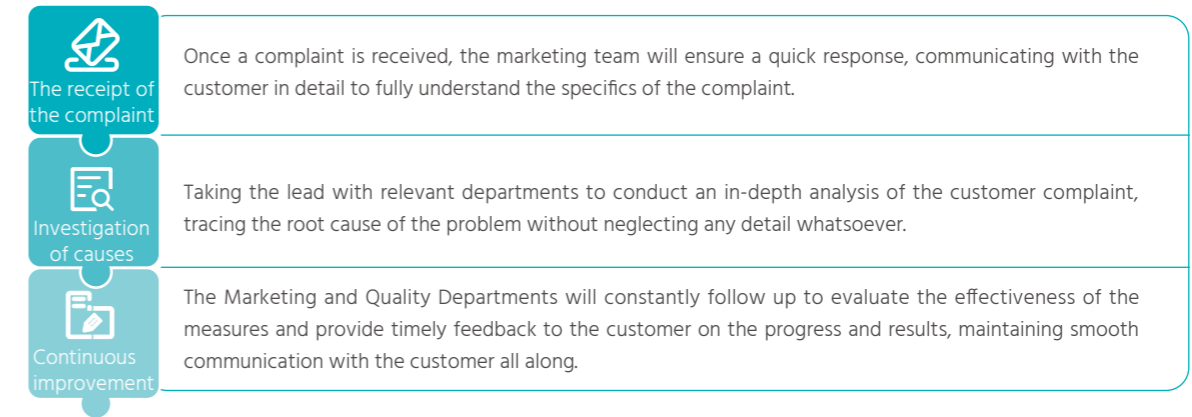 The receipt of
the complaint
Once a complaint is received, the marketing team will ensure a quick response, communicating with the
customer in detail to fully understand the specifics of the complaint.
Investigation
of causes
Taking the lead with relevant departments to conduct an in-depth analysis of the customer complaint,
tracing the root cause of the problem without neglecting any detail whatsoever.
Continuous
improvement
The Marketing and Quality Departments will constantly follow up to evaluate the effectiveness of the
measures and provide timely feedback to the customer on the progress and results, maintaining smooth
communication with the customer all along.